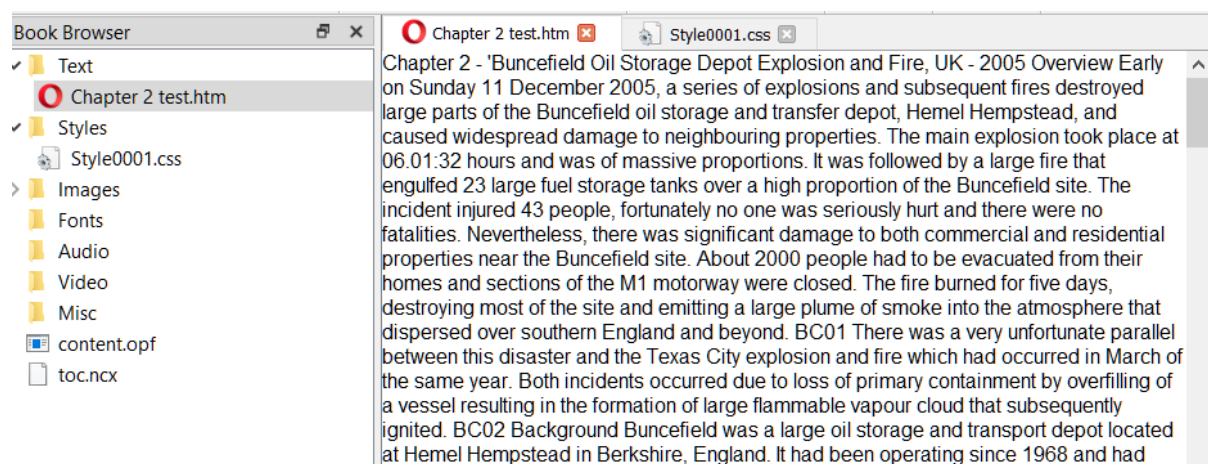 Book Browser
Text
Chapter 2 test.htm
Styles
Style0001.css
Images
Fonts
Audio
Video
Misc
content.opf
toc.ncx
Chapter 2 test.htm
Style0001.css
Chapter 2 - 'Buncefield Oil Storage Depot Explosion and Fire, UK - 2005 Overview Early
on Sunday 11 December 2005, a series of explosions and subsequent fires destroyed
large parts of the Buncefield oil storage and transfer depot, Hemel Hempstead, and
caused widespread damage to neighbouring properties. The main explosion took place at
06.01:32 hours and was of massive proportions. It was followed by a large fire that
engulfed 23 large fuel storage tanks over a high proportion of the Buncefield site. The
incident injured 43 people, fortunately no one was seriously hurt and there were no
fatalities. Nevertheless, there was significant damage to both commercial and residential
properties near the Buncefield site. About 2000 people had to be evacuated from their
homes and sections of the M1 motorway were closed. The fire burned for five days,
destroying most of the site and emitting a large plume of smoke into the atmosphere that
dispersed over southern England and beyond. BC01 There was a very unfortunate parallel
between this disaster and the Texas City explosion and fire which had occurred in March of
the same year. Both incidents occurred due to loss of primary containment by overfilling of
a vessel resulting in the formation of large flammable vapour cloud that subsequently
ignited. BC02 Background Buncefield was a large oil storage and transport depot located
at Hemel Hempstead in Berkshire, England. It had been operating since 1968 and had